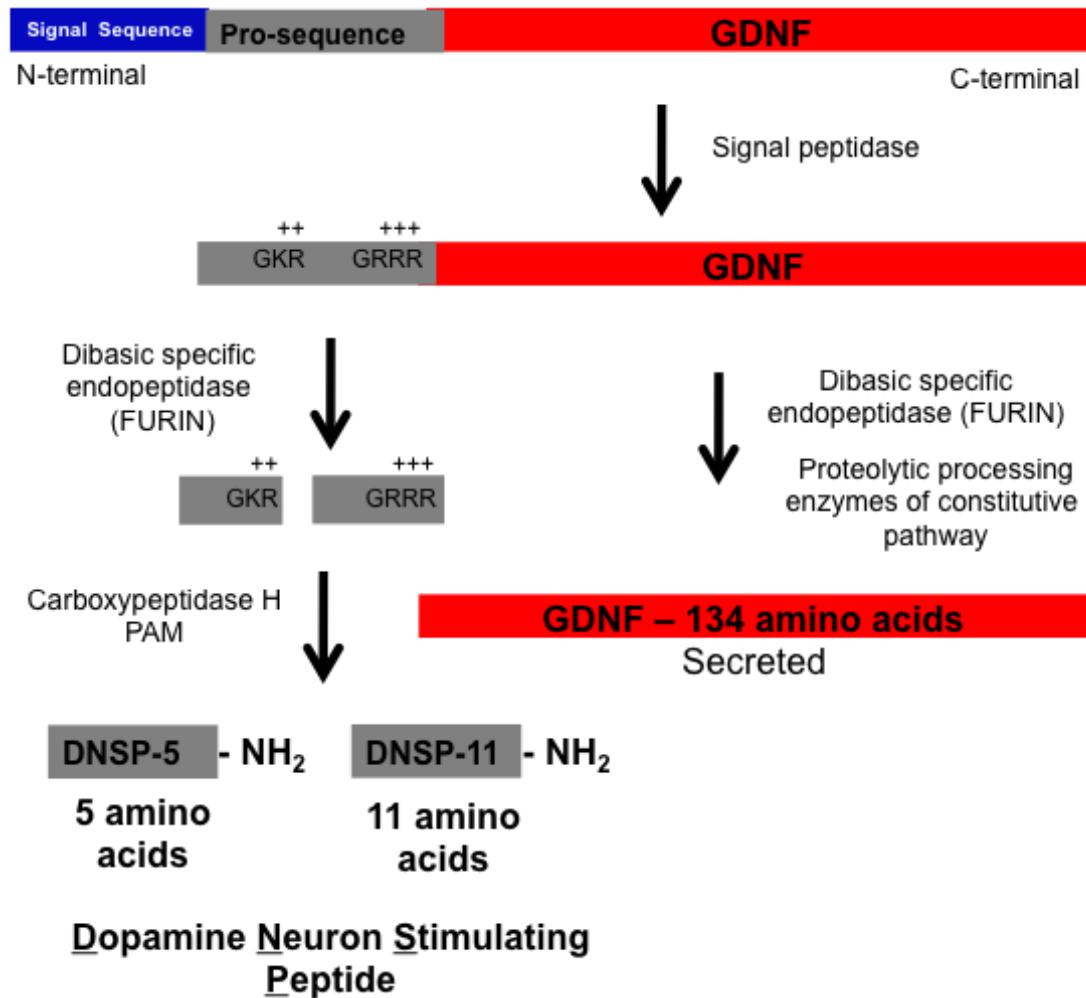 Signal Sequence
Pro-sequence
GDNF
N-terminal
C-terminal
Signal peptidase
++
+++
GKR
GRRR
GDNF
Dibasic specific
endopeptidase
(FURIN)
Dibasic specific
endopeptidase (FURIN)
Proteolytic processing
enzymes of constitutive
pathway
++
+++
GKR
GRRR
Carboxypeptidase H
PAM
GDNF – 134 amino acids
Secreted
DNSP-5 - NH₂
DNSP-11 - NH₂
5 amino
acids
11 amino
acids
Dopamine Neuron Stimulating
Peptide